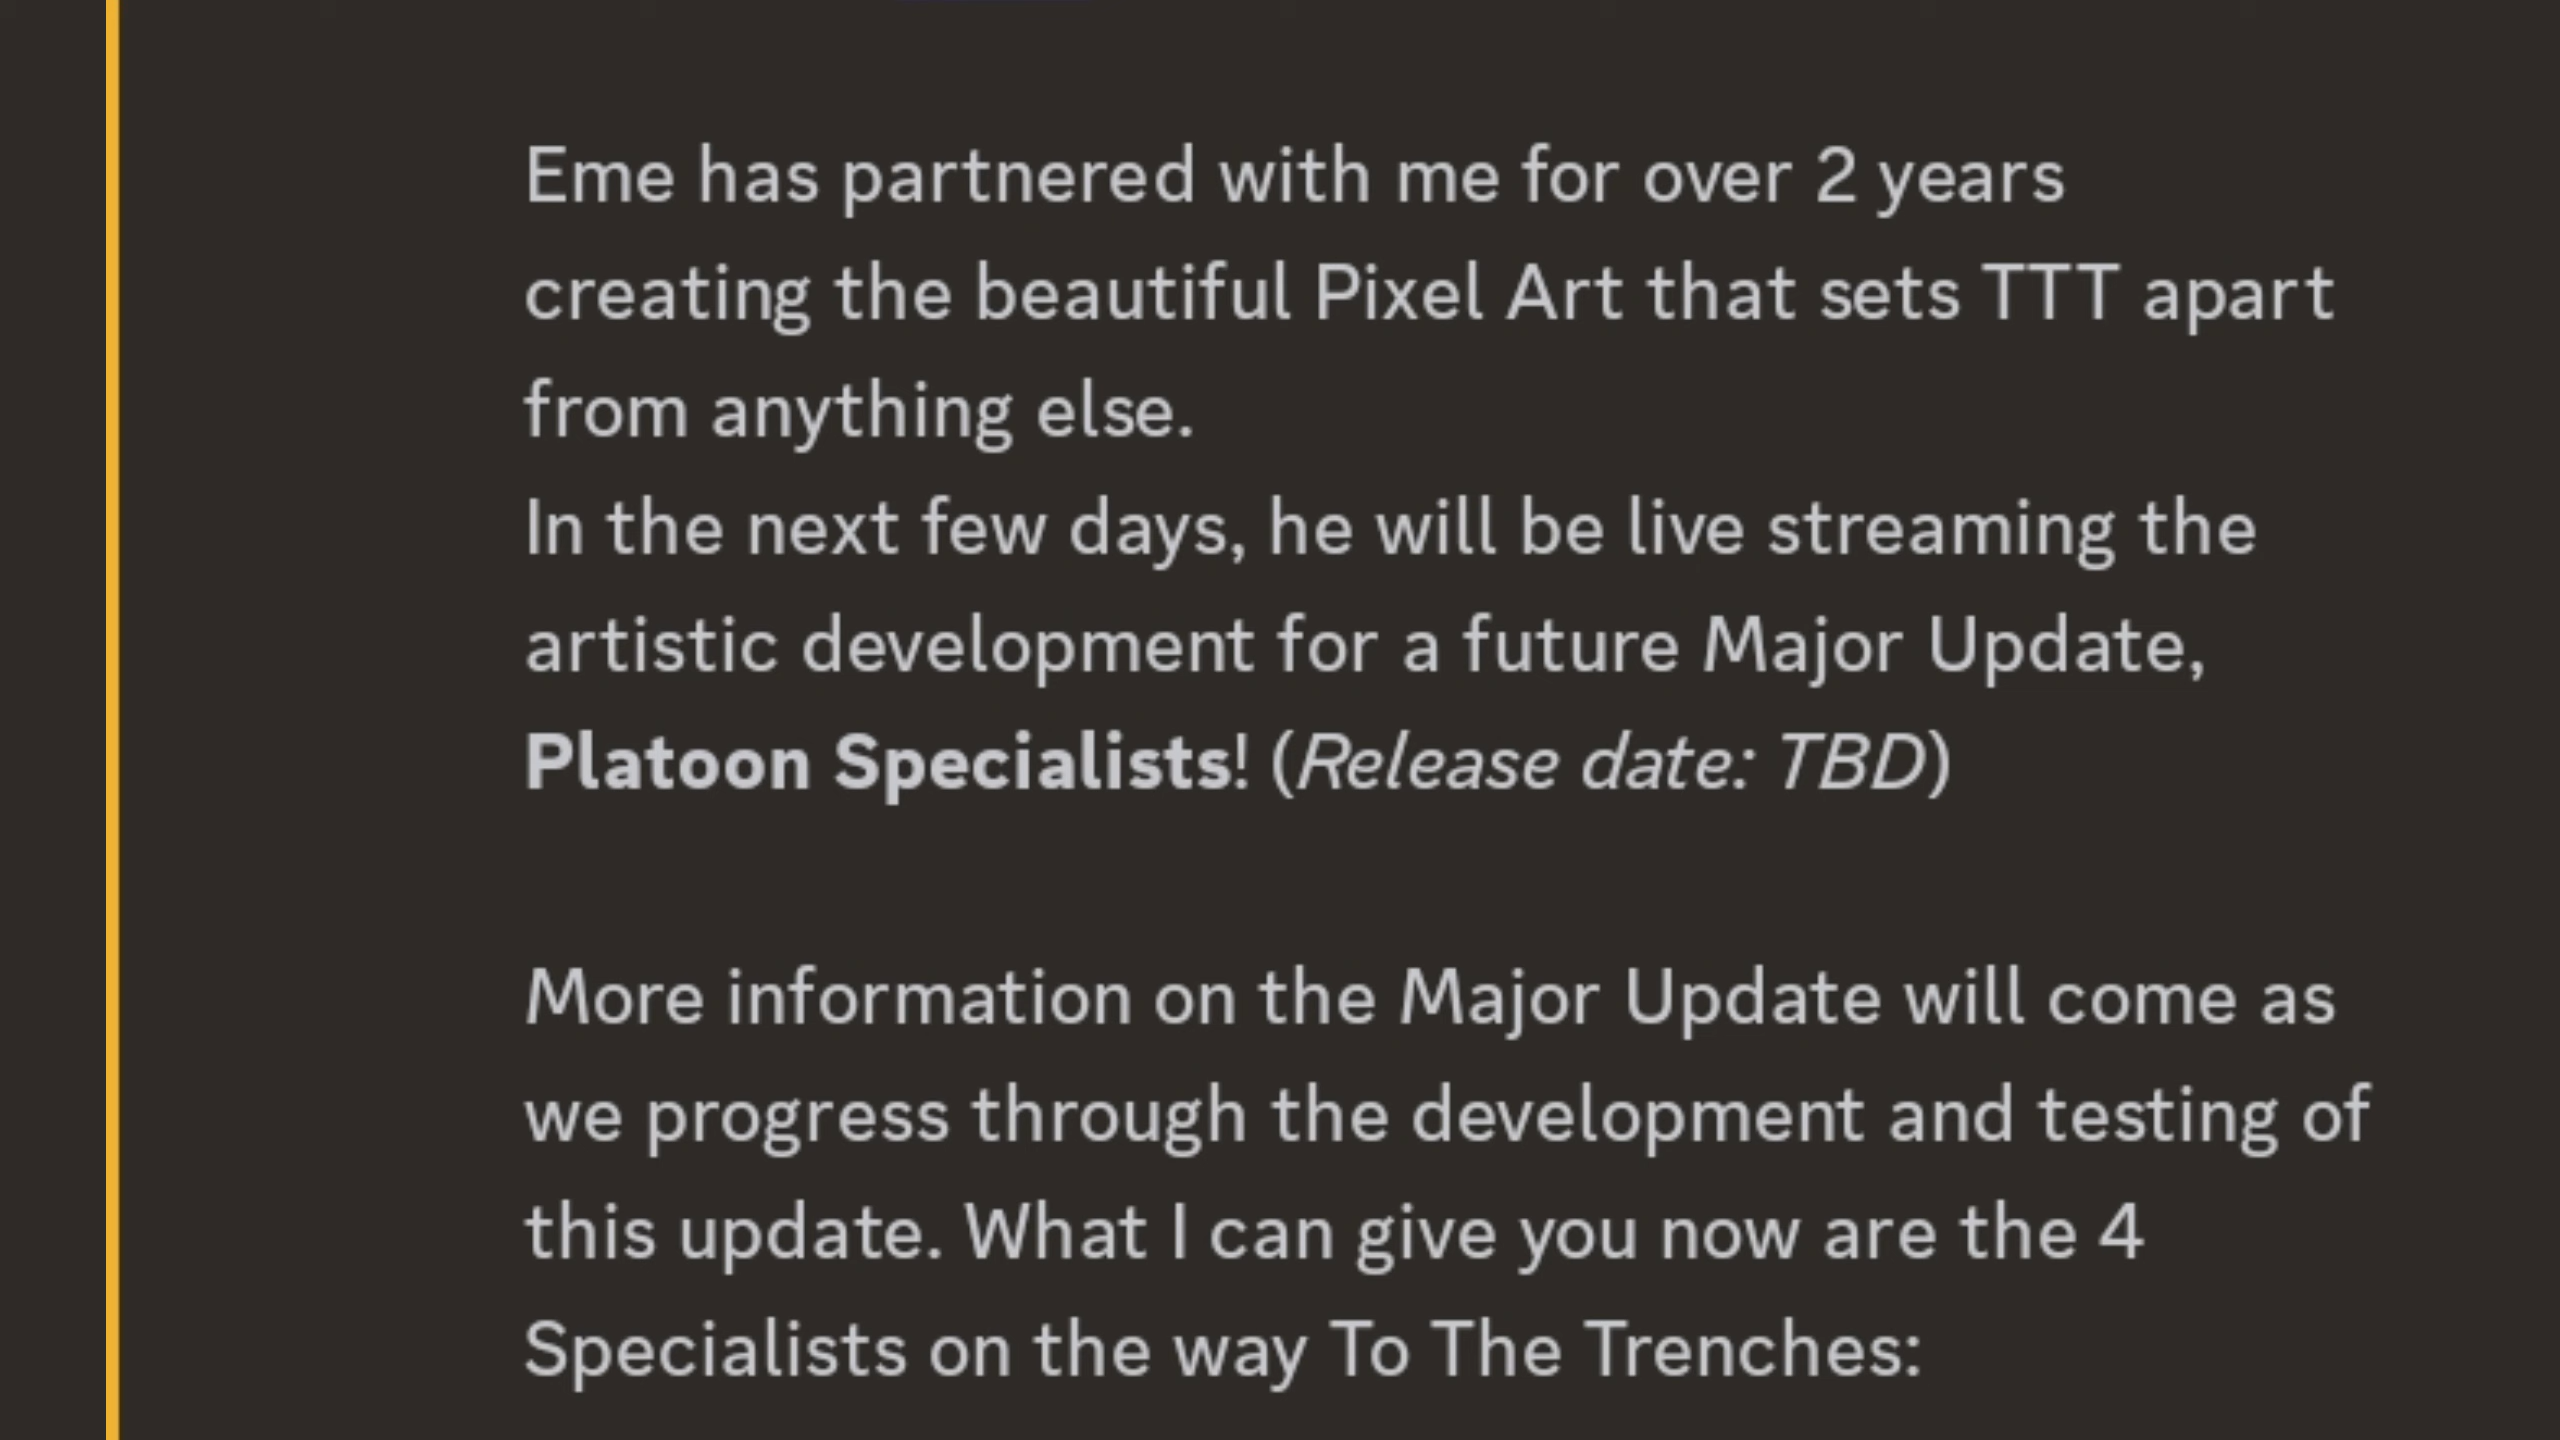 Eme has partnered with me for over 2 years
creating the beautiful Pixel Art that sets TTT apart
from anything else.
In the next few days, he will be live streaming the
artistic development for a future Major Update,
Platoon Specialists! (Release date: TBD)
More information on the Major Update will come as
we progress through the development and testing of
this update. What I can give you now are the 4
Specialists on the way To The Trenches: